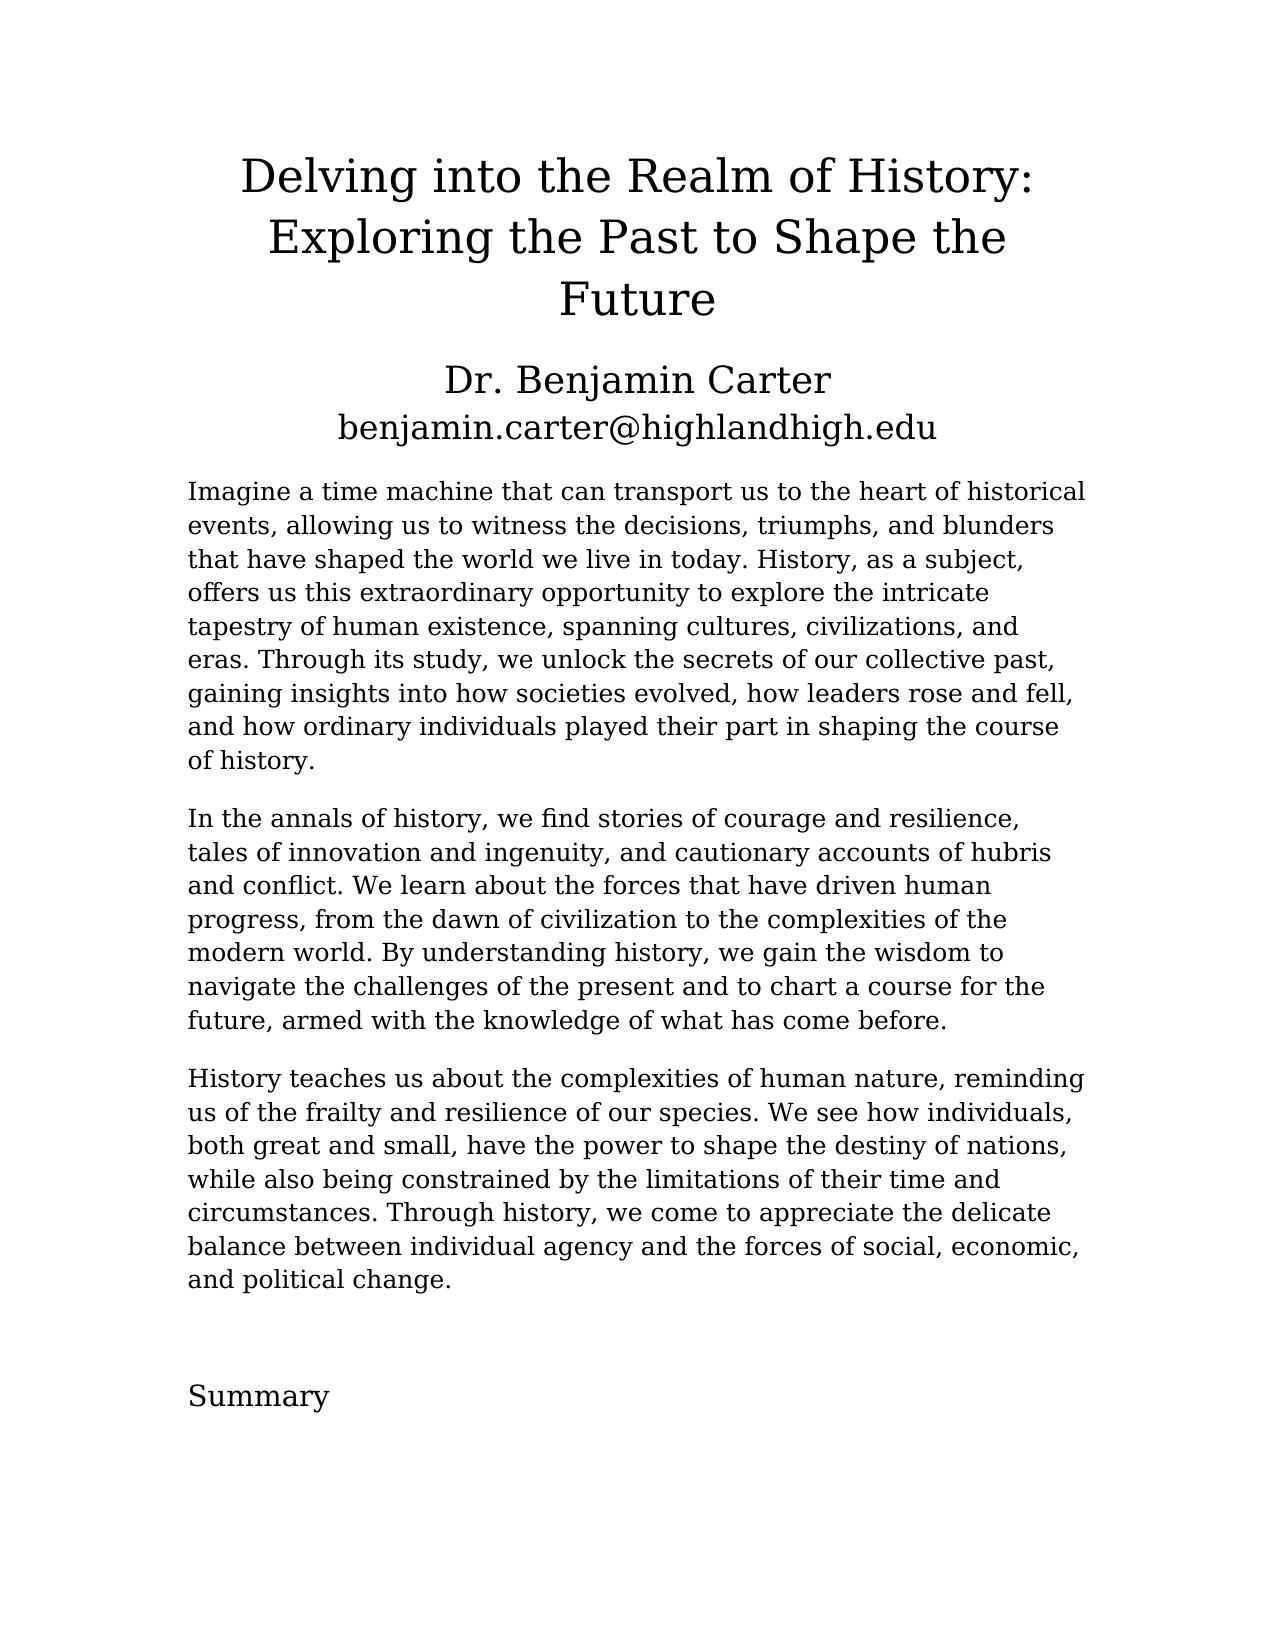 Delving into the Realm of History:
Exploring the Past to Shape the
Future
Dr. Benjamin Carter
benjamin.carter@highlandhigh.edu
Imagine a time machine that can transport us to the heart of historical
events, allowing us to witness the decisions, triumphs, and blunders
that have shaped the world we live in today. History, as a subject,
offers us this extraordinary opportunity to explore the intricate
tapestry of human existence, spanning cultures, civilizations, and
eras. Through its study, we unlock the secrets of our collective past,
gaining insights into how societies evolved, how leaders rose and fell,
and how ordinary individuals played their part in shaping the course
of history.
In the annals of history, we find stories of courage and resilience,
tales of innovation and ingenuity, and cautionary accounts of hubris
and conflict. We learn about the forces that have driven human
progress, from the dawn of civilization to the complexities of the
modern world. By understanding history, we gain the wisdom to
navigate the challenges of the present and to chart a course for the
future, armed with the knowledge of what has come before.
History teaches us about the complexities of human nature, reminding
us of the frailty and resilience of our species. We see how individuals,
both great and small, have the power to shape the destiny of nations,
while also being constrained by the limitations of their time and
circumstances. Through history, we come to appreciate the delicate
balance between individual agency and the forces of social, economic,
and political change.
Summary